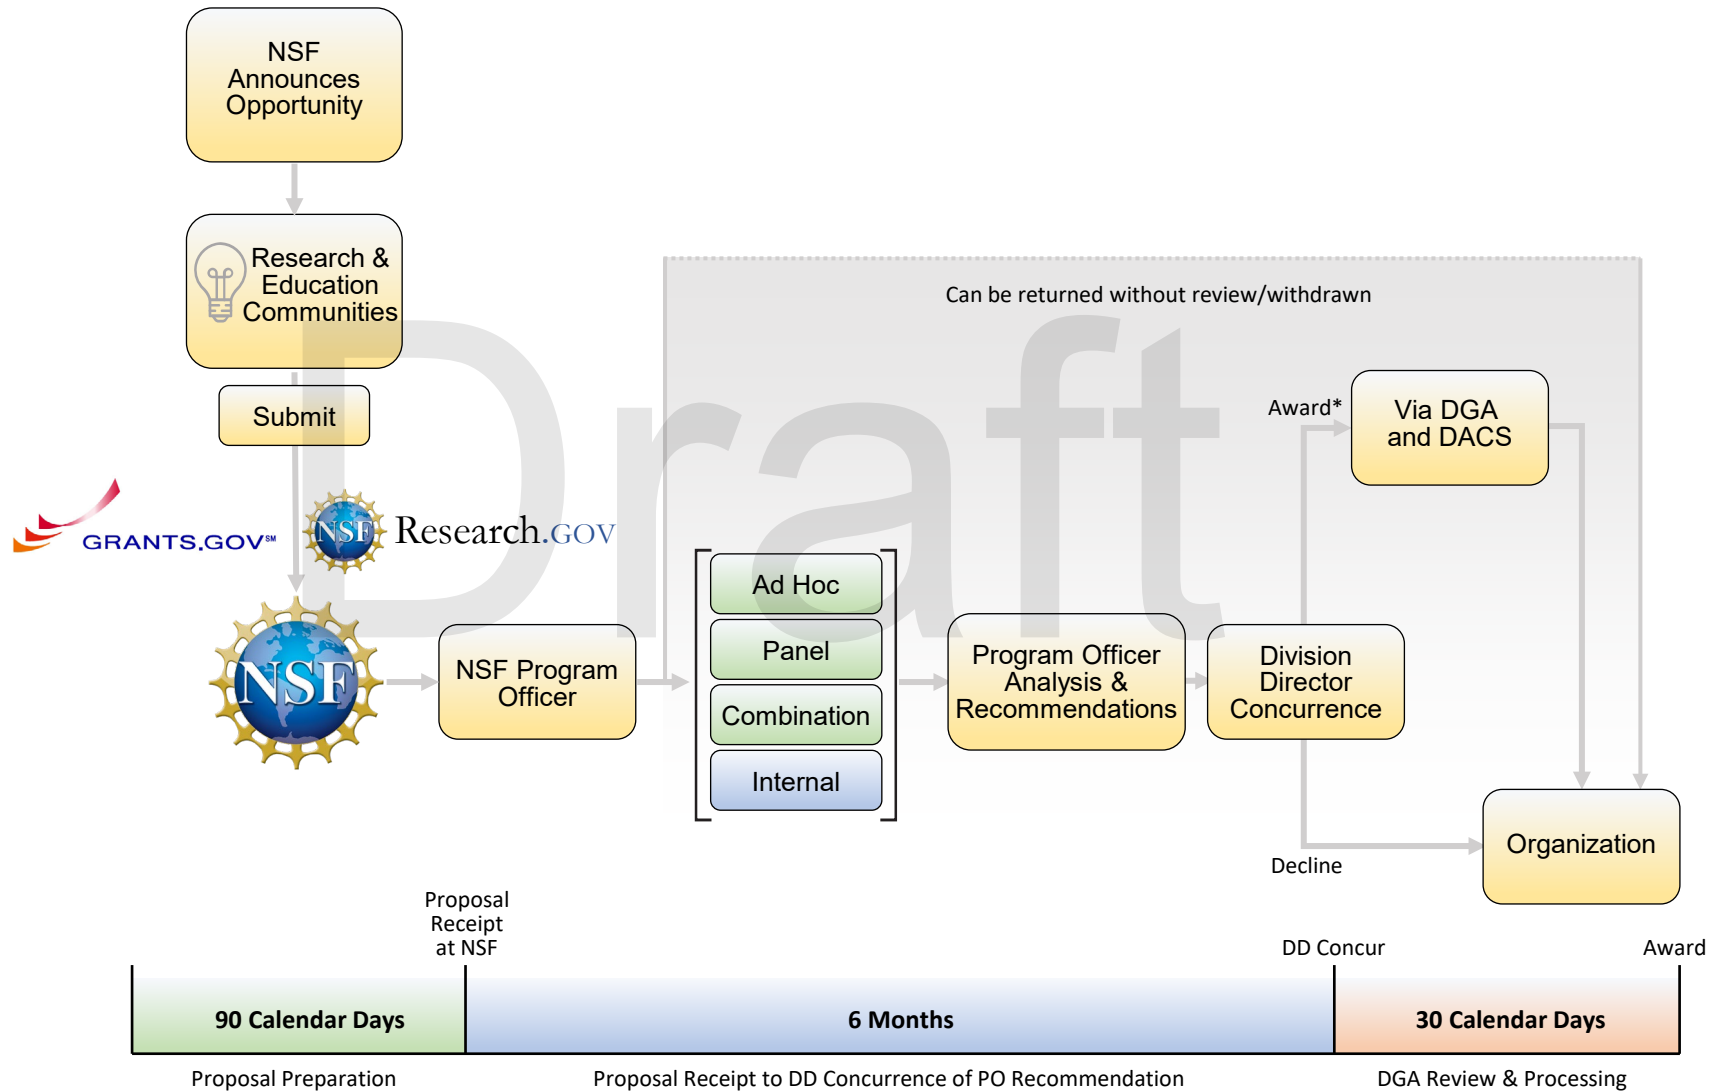 NSF
Announces
Opportunity
Research &
Education
Communities
Submit
GRANTS.GOV℠
NSF
Research.GOV
NSF
NSF Program
Officer
Can be returned without review/withdrawn
Ad Hoc
Panel
Combination
Internal
Program Officer
Analysis &
Recommendations
Division
Director
Concurrence
Award*
Via DGA
and DACS
Decline
Organization
Draft
Proposal
Receipt
at NSF
DD Concur
Award
90 Calendar Days
6 Months
30 Calendar Days
Proposal Preparation
Proposal Receipt to DD Concurrence of PO Recommendation
DGA Review & Processing